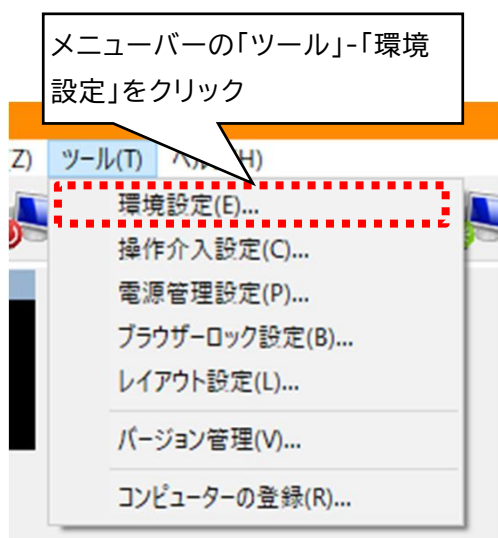 メニューバーの「ツール」-「環境
設定」をクリック
Z) ツール(T) H)
環境設定(E)...
操作介入設定(C)...
電源管理設定(P)...
ブラウザーロック設定(B)...
レイアウト設定(L)...
バージョン管理(V)...
コンピューターの登録(R)...